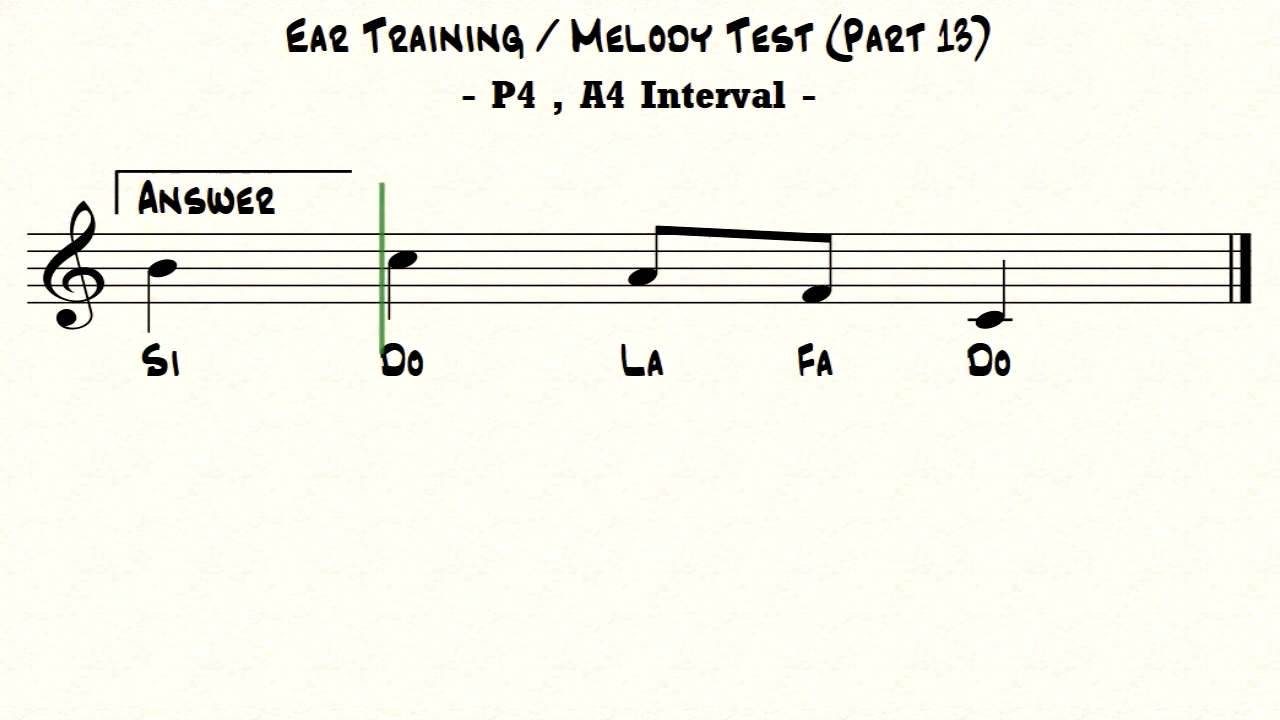 Ear Training / Melody Test (Part 13)
- P4 , A4 Interval -
Answer
Si Do La Fa Do